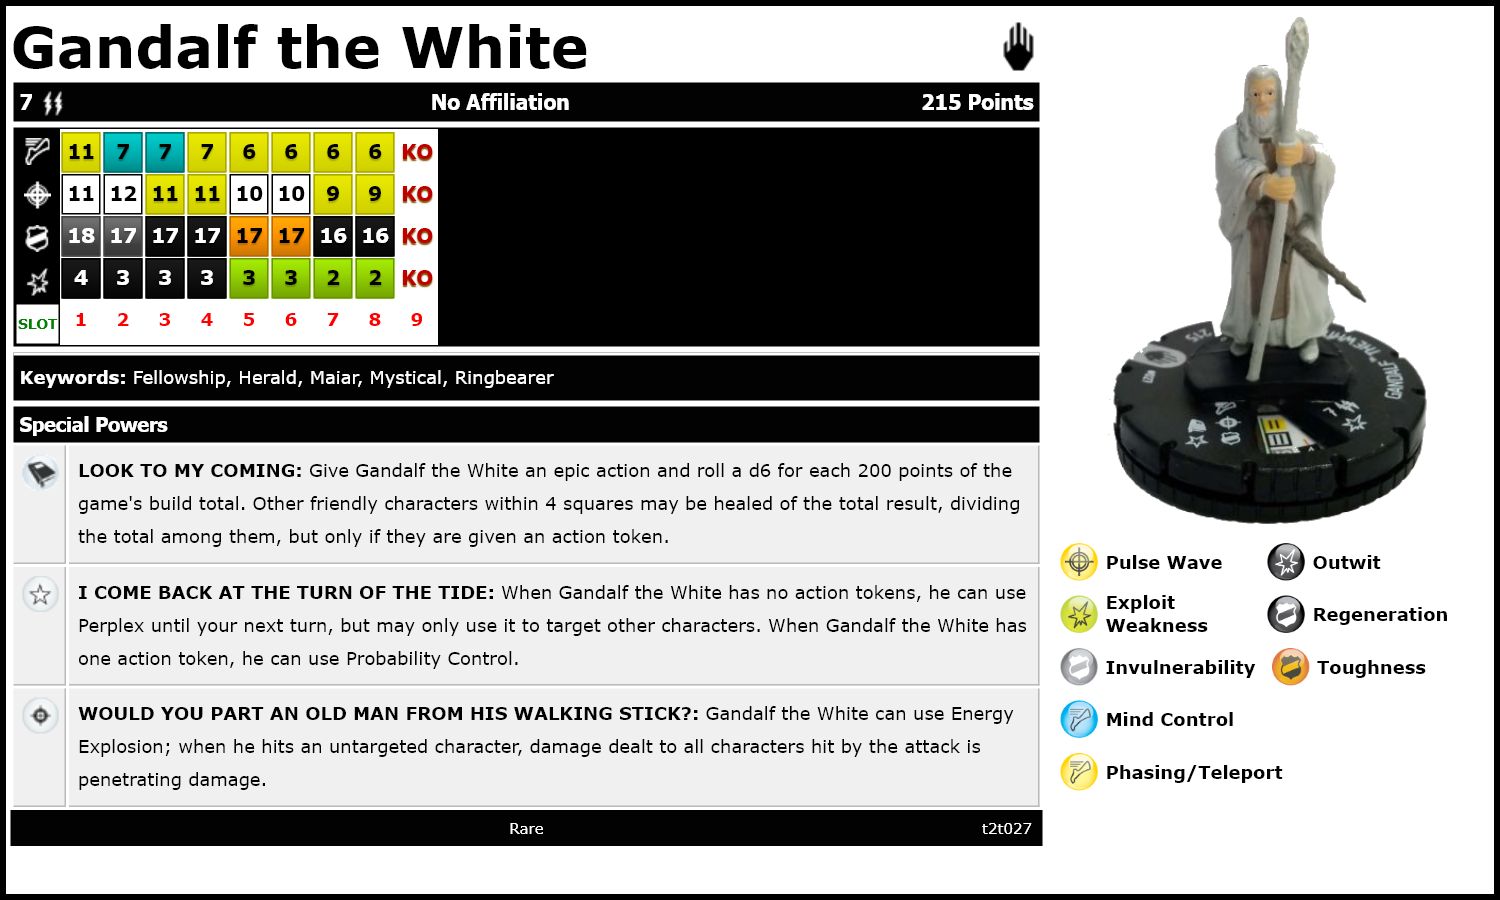 Gandalf the White
7 No Affiliation 215 Points
11 7 7 7 6 6 6 6 KO
11 12 11 11 10 10 9 9 KO
18 17 17 17 17 17 16 16 KO
4 3 3 3 3 3 2 2 KO
SLOT 1 2 3 4 5 6 7 8 9
Keywords: Fellowship, Herald, Maiar, Mystical, Ringbearer
Special Powers
LOOK TO MY COMING: Give Gandalf the White an epic action and roll a d6 for each 200 points of the
game's build total. Other friendly characters within 4 squares may be healed of the total result, dividing
the total among them, but only if they are given an action token.
I COME BACK AT THE TURN OF THE TIDE: When Gandalf the White has no action tokens, he can use
Perplex until your next turn, but may only use it to target other characters. When Gandalf the White has
one action token, he can use Probability Control.
WOULD YOU PART AN OLD MAN FROM HIS WALKING STICK?: Gandalf the White can use Energy
Explosion; when he hits an untargeted character, damage dealt to all characters hit by the attack is
penetrating damage.
Rare t2t027
215
GANDALF THE
7
Pulse Wave
Outwit
Exploit
Weakness
Regeneration
Invulnerability
Toughness
Mind Control
Phasing/Teleport